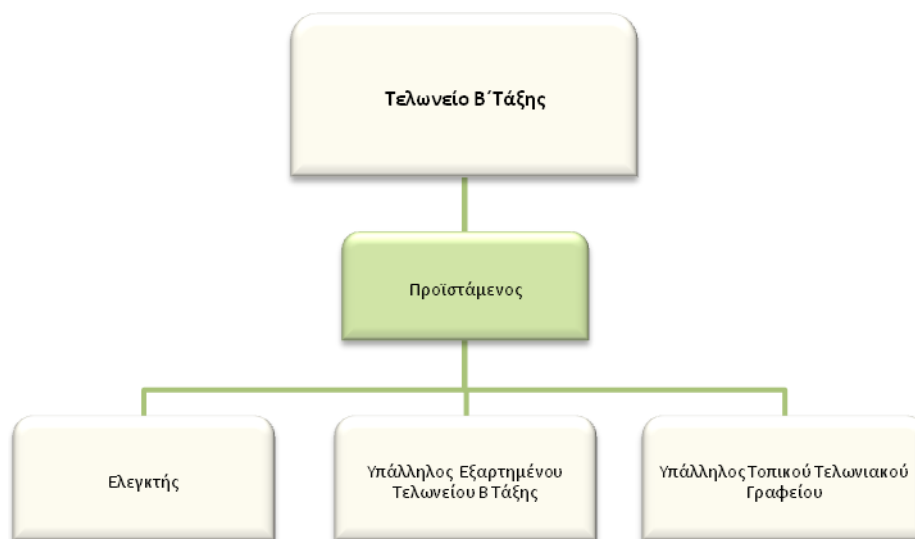 Τελωνείο Β΄Τάξης
Προϊστάμενος
Ελεγκτής
Υπάλληλος Εξαρτημένου
Τελωνείου Β Τάξης
Υπάλληλος Τοπικού Τελωνιακού
Γραφείου